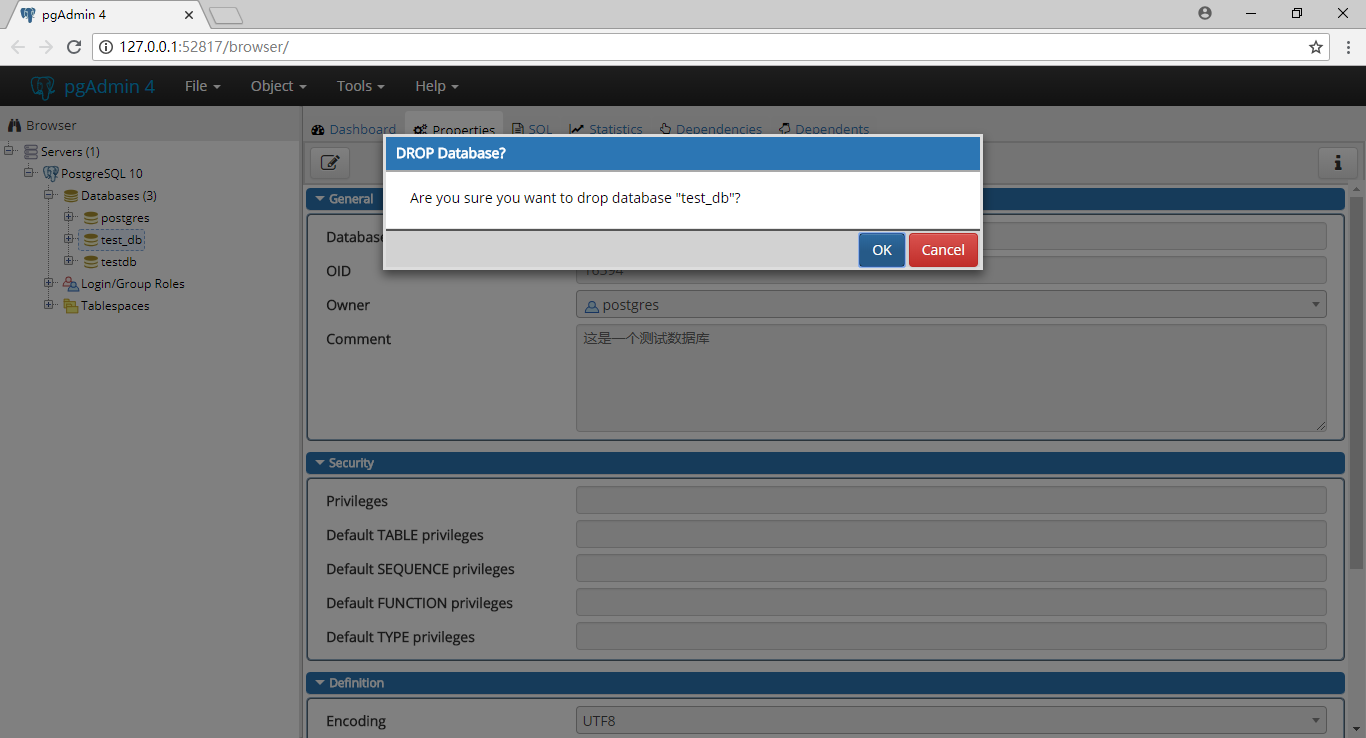 pgAdmin 4
127.0.0.1:52817/browser/
pgAdmin 4 File Object Tools Help
Browser
Dashboard Properties SQL Statistics Dependencies Dependents
Servers (1)
PostgreSQL 10
Databases (3)
postgres
test_db
testdb
Login/Group Roles
Tablespaces
DROP Database?
Are you sure you want to drop database "test_db"?
OK Cancel
General
Database
OID 16394
Owner postgres
Comment 这是一个测试数据库
Security
Privileges
Default TABLE privileges
Default SEQUENCE privileges
Default FUNCTION privileges
Default TYPE privileges
Definition
Encoding UTF8